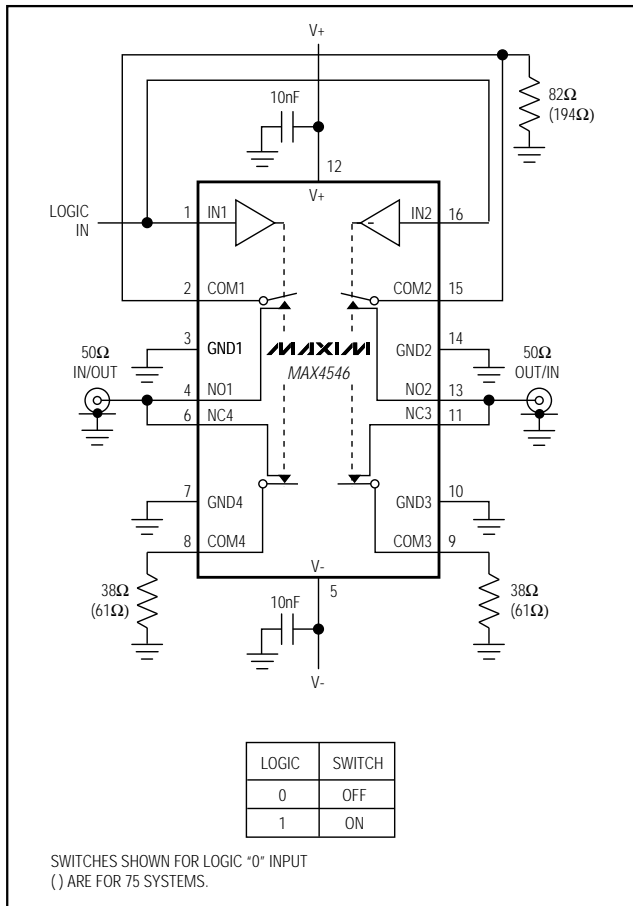 V+
10nF
82Ω
(194Ω)
12
V+
LOGIC
IN
1
IN1
IN2
16
2
COM1
COM2
15
3
GND1
MAXIM
MAX4546
GND2
14
50Ω
IN/OUT
4
NO1
NO2
13
50Ω
OUT/IN
6
NC4
NC3
11
7
GND4
GND3
10
8
COM4
COM3
9
38Ω
(61Ω)
V-
5
38Ω
(61Ω)
10nF
V-
LOGIC SWITCH
0 OFF
1 ON
SWITCHES SHOWN FOR LOGIC "0" INPUT
( ) ARE FOR 75 SYSTEMS.